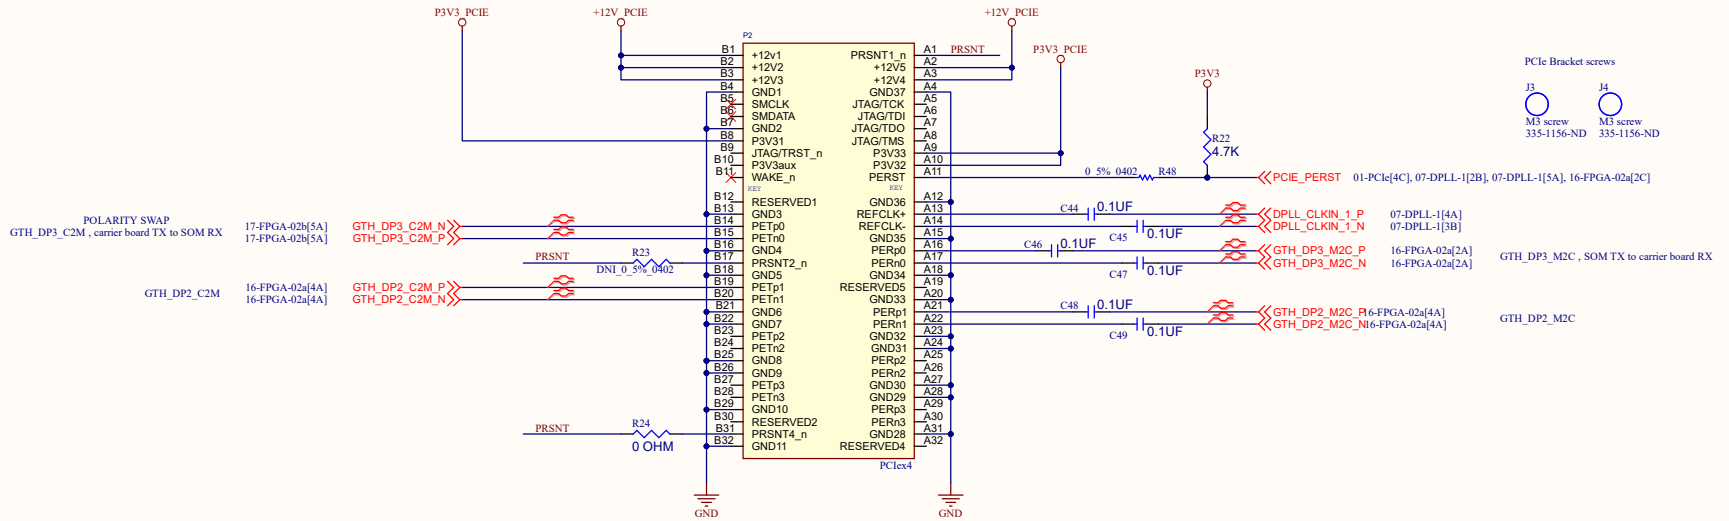 P3V3_PCIE
+12V_PCIE
+12V_PCIE
P2
P3V3_PCIE
P3V3
PCIe Bracket screws
J3
M3 screw
335-1156-ND
J4
M3 screw
335-1156-ND
B1 +12v1 PRSNT1_n A1 PRSNT
B2 +12V2 +12V5 A2
B3 +12V3 +12V4 A3
B4 GND1 GND37 A4
B5 SMCLK JTAG/TCK A5
B6 SMDATA JTAG/TDI A6
B7 GND2 JTAG/TDO A7
B8 P3V31 JTAG/TMS A8
B9 JTAG/TRST_n P3V33 A9
B10 P3V3aux P3V32 A10
B11 WAKE_n PERST A11
KEY KEY
B12 RESERVED1 GND36 A12
B13 GND3 REFCLK+ A13
B14 PETp0 REFCLK- A14
B15 PETn0 GND35 A15
B16 GND4 PERp0 A16
B17 PRSNT2_n PERn0 A17
B18 GND5 GND34 A18
B19 PETp1 RESERVED5 A19
B20 PETn1 GND33 A20
B21 GND6 PERp1 A21
B22 GND7 PERn1 A22
B23 PETp2 GND32 A23
B24 PETn2 GND31 A24
B25 GND8 PERp2 A25
B26 GND9 PERn2 A26
B27 PETp3 GND30 A27
B28 PETn3 GND29 A28
B29 GND10 PERp3 A29
B30 RESERVED2 PERn3 A30
B31 PRSNT4_n GND28 A31
B32 GND11 RESERVED4 A32
PCIex4
GND
GND
POLARITY SWAP
GTH_DP3_C2M , carrier board TX to SOM RX
17-FPGA-02b[5A] GTH_DP3_C2M_N
17-FPGA-02b[5A] GTH_DP3_C2M_P
PRSNT R23
DNI_0_5%_0402
GTH_DP2_C2M
16-FPGA-02a[4A] GTH_DP2_C2M_P
16-FPGA-02a[4A] GTH_DP2_C2M_N
PRSNT R24
0 OHM
R22
4.7K
0_5%_0402 R48
PCIE_PERST 01-PCIe[4C], 07-DPLL-1[2B], 07-DPLL-1[5A], 16-FPGA-02a[2C]
C44 0.1UF DPLL_CLKIN_1_P 07-DPLL-1[4A]
C45 0.1UF DPLL_CLKIN_1_N 07-DPLL-1[3B]
C46 0.1UF GTH_DP3_M2C_P 16-FPGA-02a[2A]
C47 0.1UF GTH_DP3_M2C_N 16-FPGA-02a[2A]
GTH_DP3_M2C , SOM TX to carrier board RX
C48 0.1UF GTH_DP2_M2C_P 16-FPGA-02a[4A]
C49 0.1UF GTH_DP2_M2C_N 16-FPGA-02a[4A]
GTH_DP2_M2C